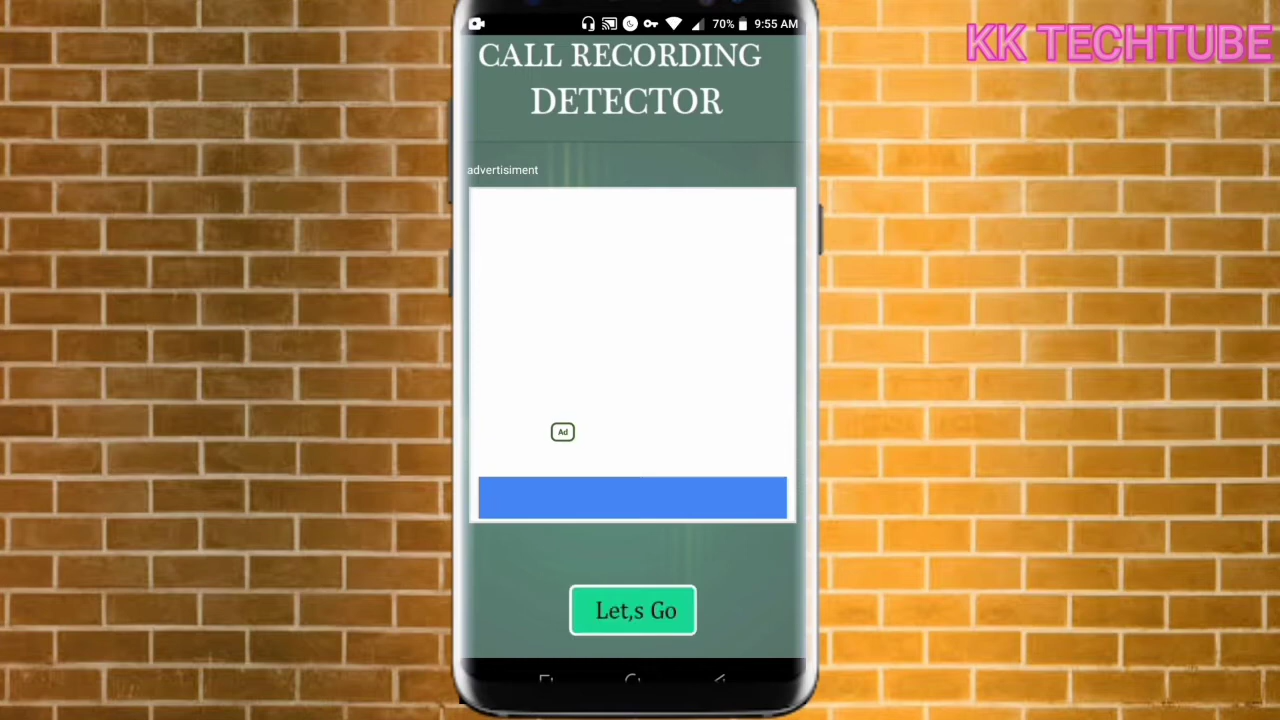 70% 9:55 AM
KK TECHTUBE
CALL RECORDING
DETECTOR
advertisiment
Ad
Let,s Go